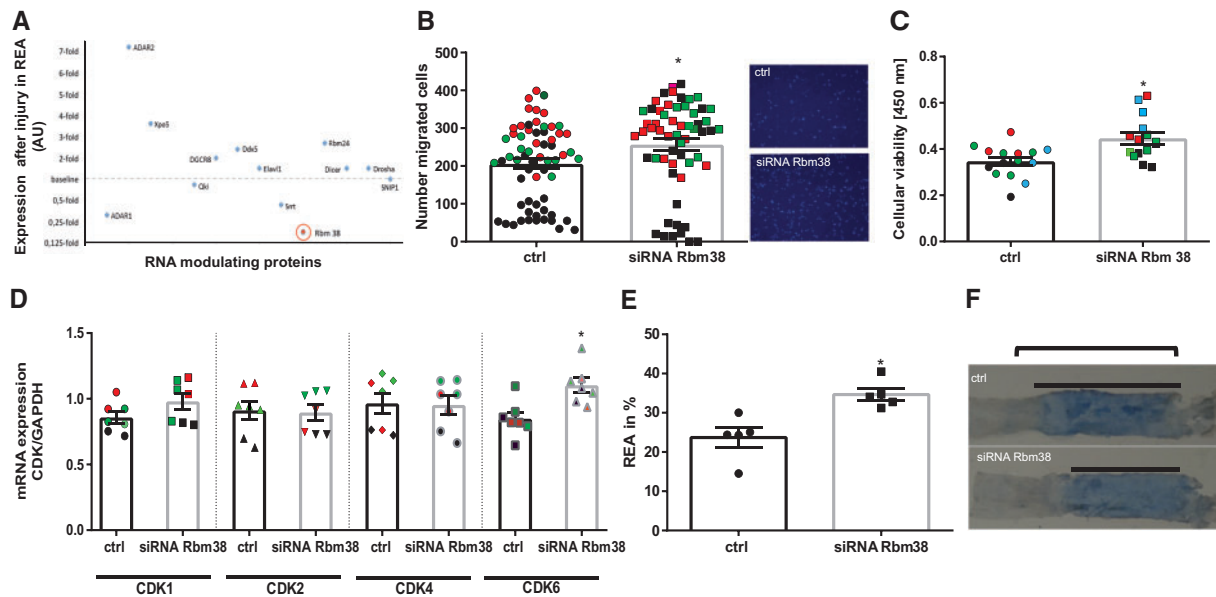 A
Expression after injury in REA
(AU)
7-fold
6-fold
5-fold
4-fold
3-fold
2-fold
baseline
0,5-fold
0,25-fold
0,125-fold
ADAR2
Xpo5
Rbm24
Ddx5
DGCR8
Elavl1
Dicer
Drosha
SNIP1
Qki
Srrt
ADAR1
Rbm 38
RNA modulating proteins
B
Number migrated cells
500
400
300
200
100
0
*
ctrl
siRNA Rbm38
ctrl
siRNA Rbm38
C
Cellular viability [450 nm]
0.8
0.6
0.4
0.2
0.0
*
ctrl
siRNA Rbm 38
D
mRNA expression
CDK/GAPDH
1.5
1.0
0.5
0.0
*
ctrl
siRNA Rbm38
ctrl
siRNA Rbm38
ctrl
siRNA Rbm38
ctrl
siRNA Rbm38
CDK1
CDK2
CDK4
CDK6
E
REA in %
50
40
30
20
10
0
*
ctrl
siRNA Rbm38
F
ctrl
siRNA Rbm38